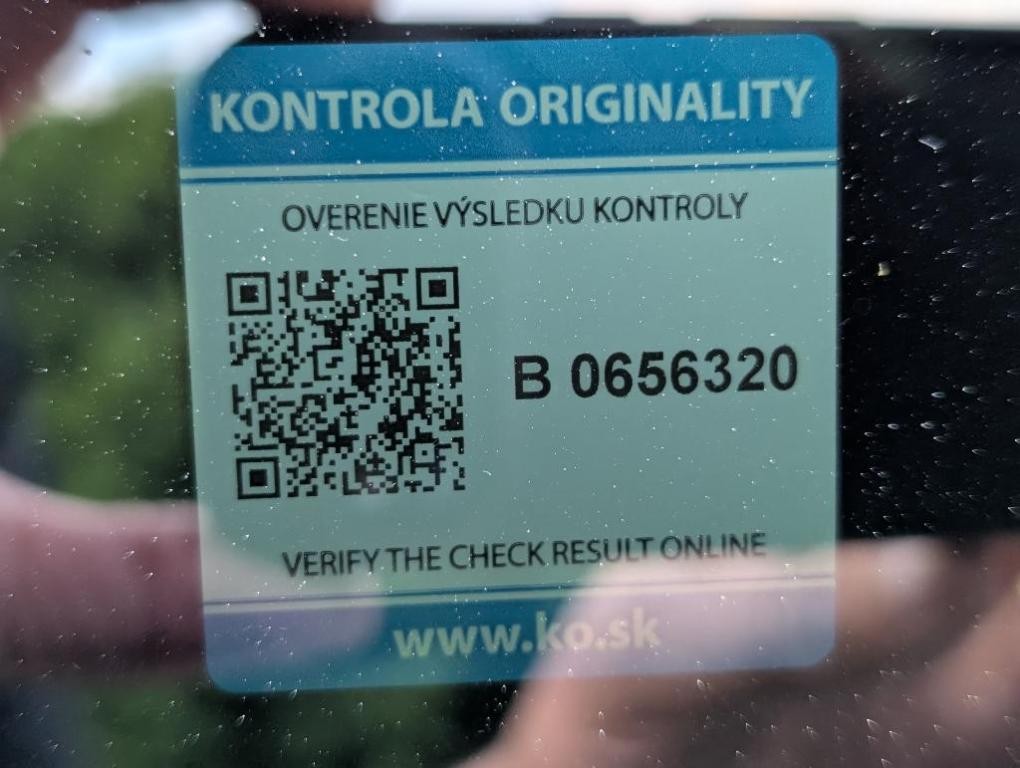 KONTROLA ORIGINALITY
OVERENIE VÝSLEDKU KONTROLY
B 0656320
VERIFY THE CHECK RESULT ONLINE
www.ko.sk